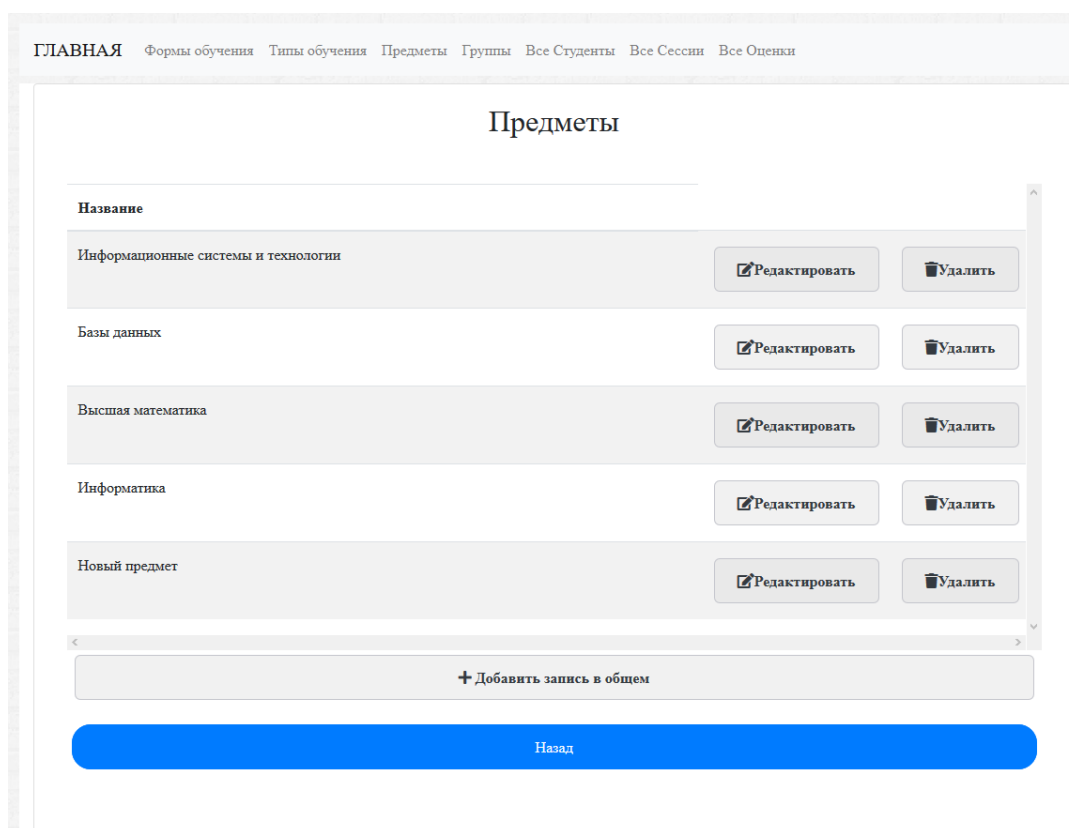 ГЛАВНАЯ Формы обучения Типы обучения Предметы Группы Все Студенты Все Сессии Все Оценки
Предметы
Название
Информационные системы и технологии Редактировать Удалить
Базы данных Редактировать Удалить
Высшая математика Редактировать Удалить
Информатика Редактировать Удалить
Новый предмет Редактировать Удалить
Добавить запись в общем
Назад